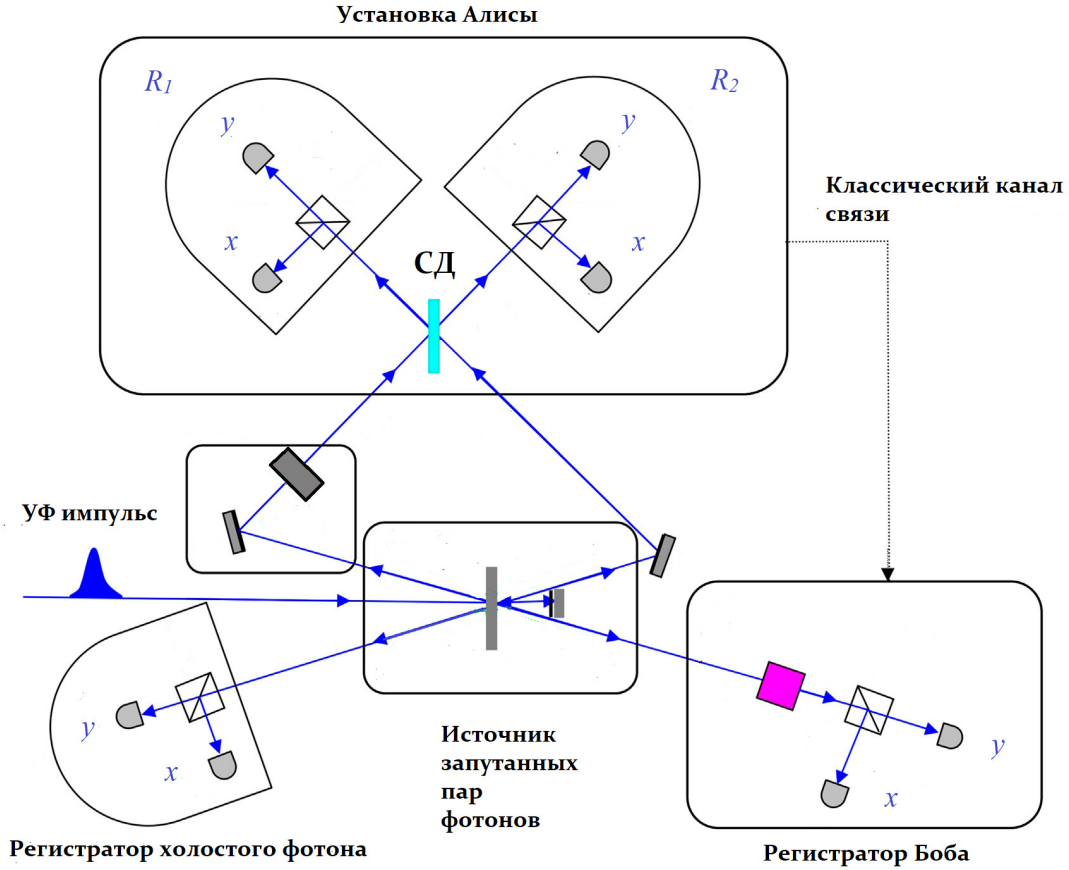 Установка Алисы
R1
R2
y
y
Классический канал
связи
x
x
СД
УФ импульс
y
x
Источник
запутанных
пар
фотонов
y
x
Регистратор холостого фотона
Регистратор Боба